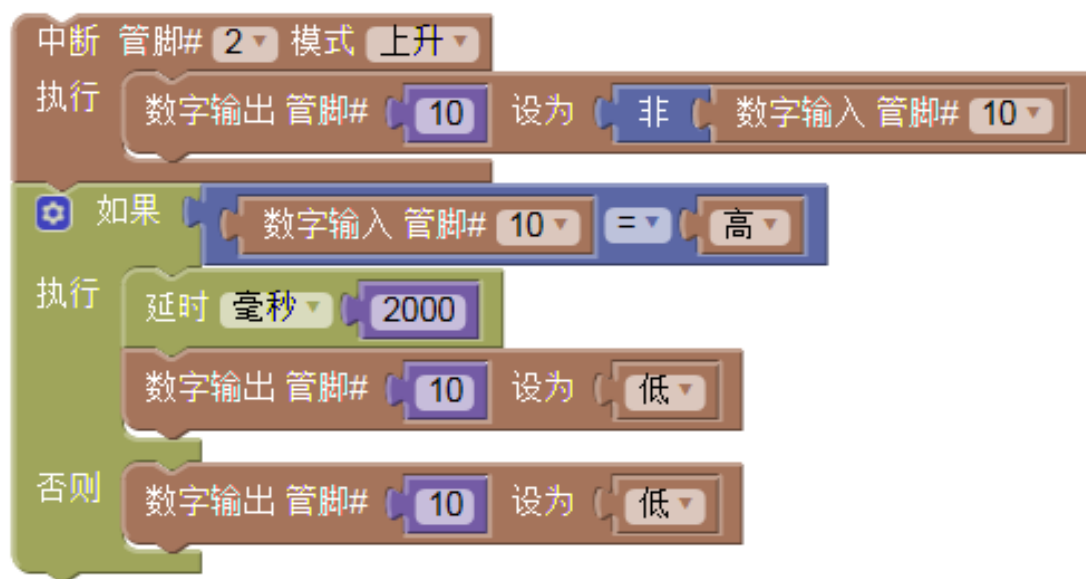 中断 管脚# 2 模式 上升
执行 数字输出 管脚# 10 设为 非 数字输入 管脚# 10
如果 数字输入 管脚# 10 = 高
执行 延时 毫秒 2000
数字输出 管脚# 10 设为 低
否则 数字输出 管脚# 10 设为 低